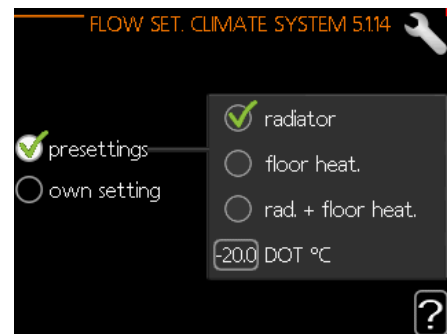 FLOW SET. CLIMATE SYSTEM 5.1.14
presettings
own setting
radiator
floor heat.
rad. + floor heat.
-20.0 DOT °C
?